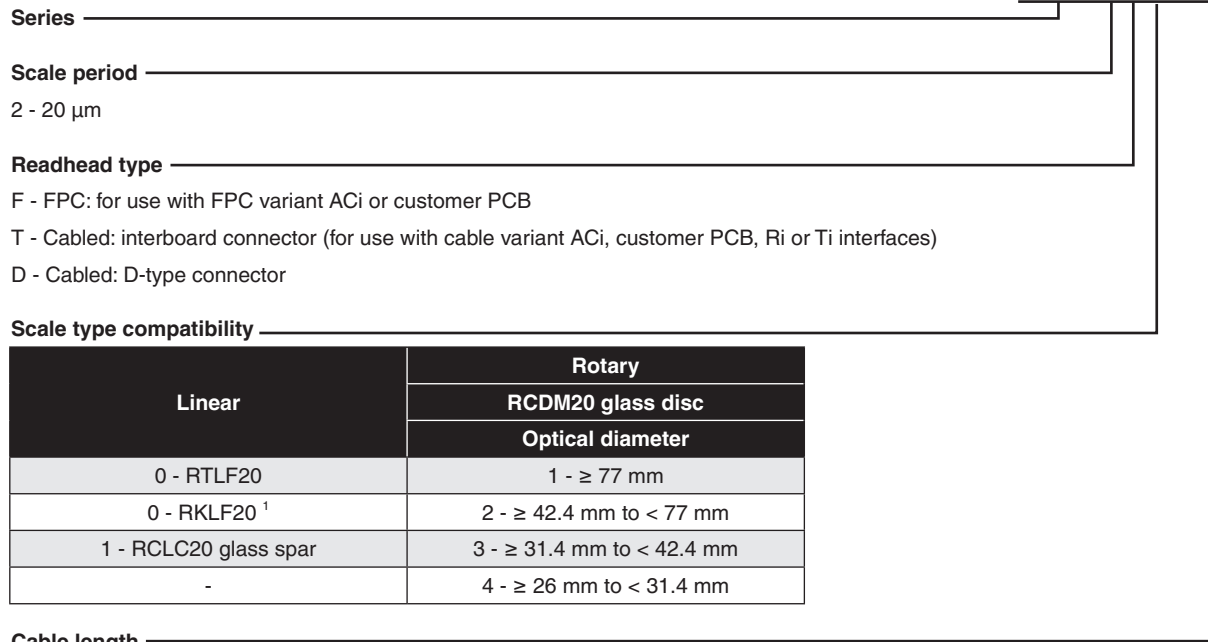 Series
Scale period
2 - 20 µm
Readhead type
F - FPC: for use with FPC variant ACi or customer PCB
T - Cabled: interboard connector (for use with cable variant ACi, customer PCB, Ri or Ti interfaces)
D - Cabled: D-type connector
Scale type compatibility
Linear
Rotary
RCDM20 glass disc
Optical diameter
0 - RTLF20
1 - ≥ 77 mm
0 - RKLF20 ¹
2 - ≥ 42.4 mm to < 77 mm
1 - RCLC20 glass spar
3 - ≥ 31.4 mm to < 42.4 mm
-
4 - ≥ 26 mm to < 31.4 mm
Cable length